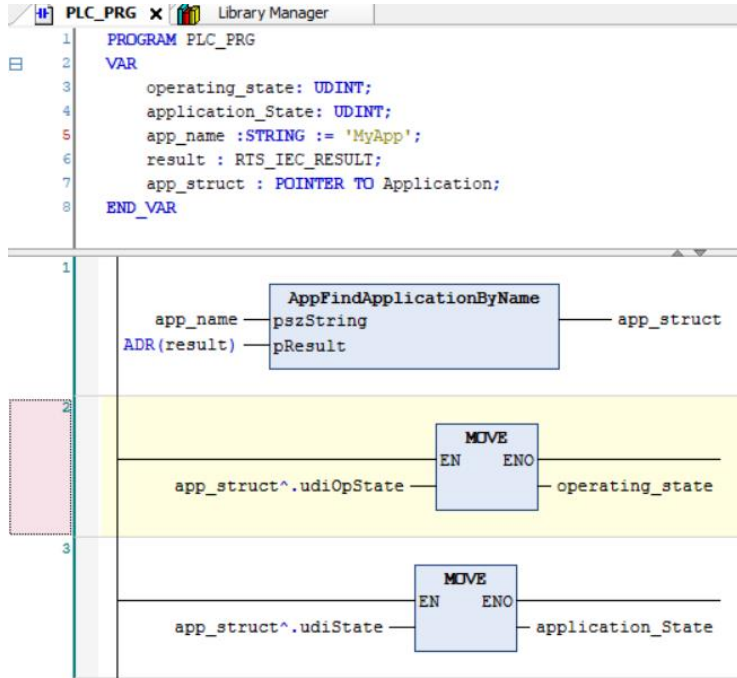 PLC_PRG X Library Manager
1 PROGRAM PLC_PRG
2 VAR
3 operating_state: UDINT;
4 application_State: UDINT;
5 app_name :STRING := 'MyApp';
6 result : RTS_IEC_RESULT;
7 app_struct : POINTER TO Application;
8 END_VAR
1
AppFindApplicationByName
app_name pszString app_struct
ADR(result) pResult
2
MOVE
EN ENO
app_struct^.udiOpState operating_state
3
MOVE
EN ENO
app_struct^.udiState application_State